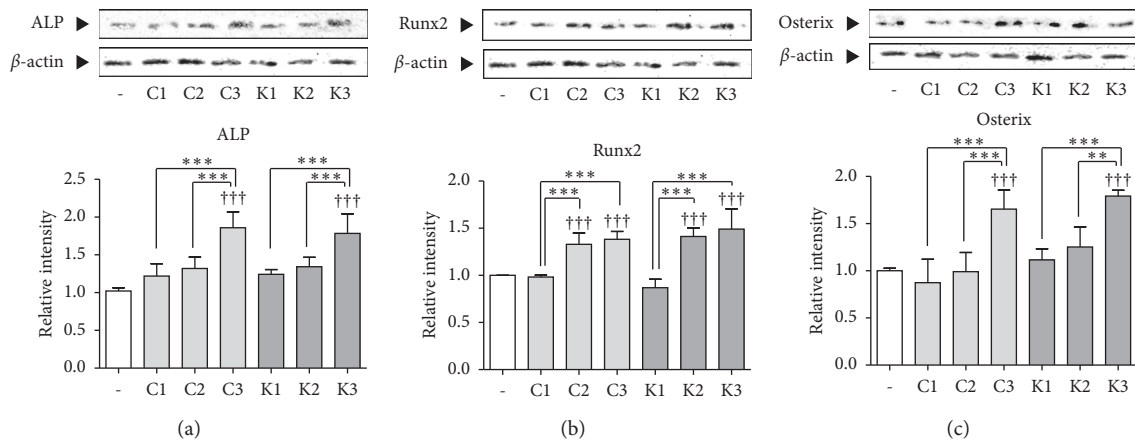 ALP
β-actin
- C1 C2 C3 K1 K2 K3
ALP
*** ***
*** ***
††† †††
Relative intensity
2.5
2.0
1.5
1.0
0.5
0.0
- C1 C2 C3 K1 K2 K3
(a)
Runx2
β-actin
- C1 C2 C3 K1 K2 K3
Runx2
*** ***
*** ***
††† ††† ††† †††
Relative intensity
2.0
1.5
1.0
0.5
0.0
- C1 C2 C3 K1 K2 K3
(b)
Osterix
β-actin
- C1 C2 C3 K1 K2 K3
Osterix
*** ***
*** **
††† †††
Relative intensity
2.0
1.5
1.0
0.5
0.0
- C1 C2 C3 K1 K2 K3
(c)